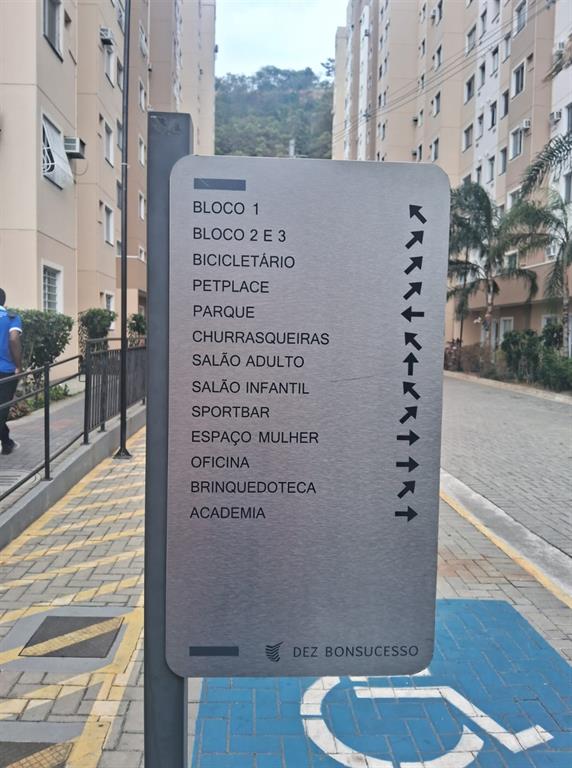 BLOCO 1
BLOCO 2 E 3
BICICLETÁRIO
PETPLACE
PARQUE
CHURRASQUEIRAS
SALÃO ADULTO
SALÃO INFANTIL
SPORTBAR
ESPAÇO MULHER
OFICINA
BRINQUEDOTECA
ACADEMIA
DEZ BONSUCESSO